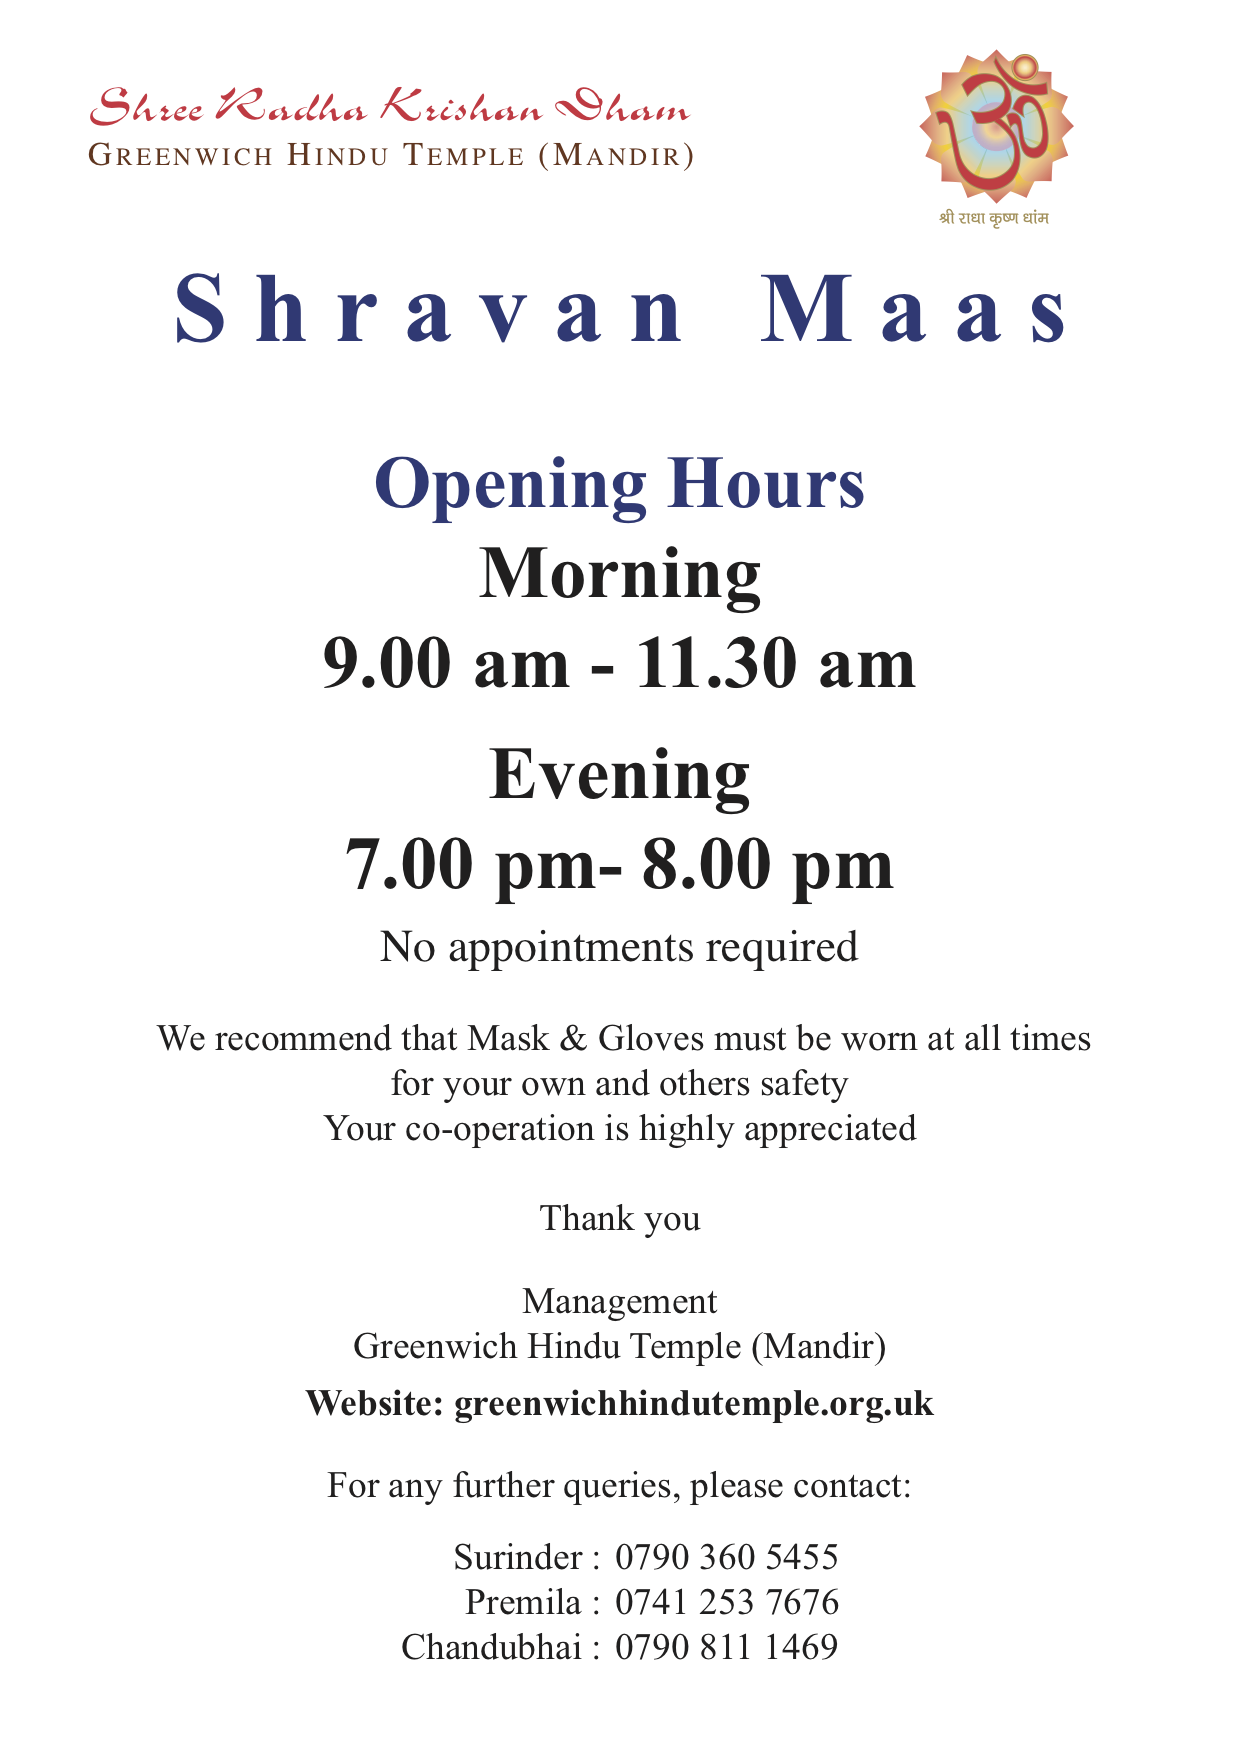 Shree Radha Krishan Dham
GREENWICH HINDU TEMPLE (MANDIR)
ॐ
श्री राधा कृष्ण धांम
Shravan Maas
Opening Hours
Morning
9.00 am - 11.30 am
Evening
7.00 pm- 8.00 pm
No appointments required
We recommend that Mask & Gloves must be worn at all times
for your own and others safety
Your co-operation is highly appreciated
Thank you
Management
Greenwich Hindu Temple (Mandir)
Website: greenwichhindutemple.org.uk
For any further queries, please contact:
Surinder : 0790 360 5455
Premila : 0741 253 7676
Chandubhai : 0790 811 1469